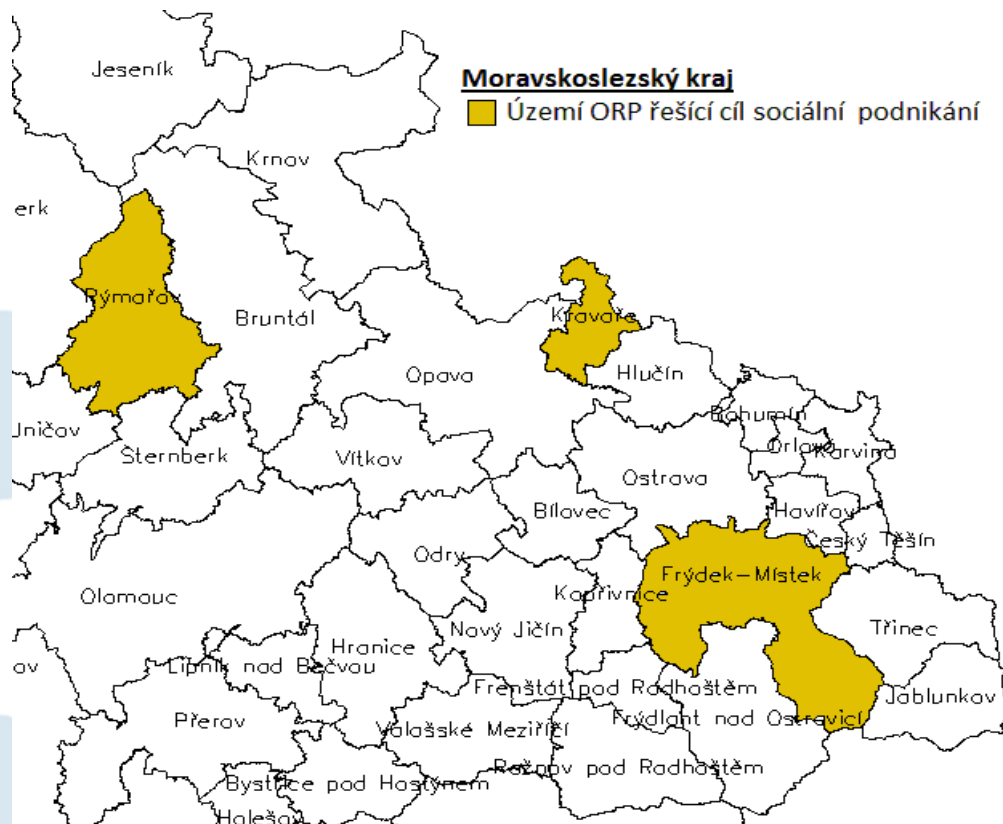 Jeseník
Moravskoslezský kraj
Území ORP řešící cíl sociální podnikání
Krnov
erk
Rýmařov
Bruntál
Kravaře
Opava
Hlučín
Bohumín
Uničov
Sternberk
Vítkov
Ostrava
Orlová
Karviná
Bílovec
Havířov
Český Těšín
Odry
Frýdek-Místek
Kopřivnice
Olomouc
Nový Jičín
Třinec
Hranice
ov
Lipník nad Bečvou
Frenštát pod Radhoštěm
Jablunkov
Přerov
Frýdlant nad Ostravicí
Valašské Meziříčí
Rožnov pod Radhoštěm
Bystřice pod Hostýnem
Holešov